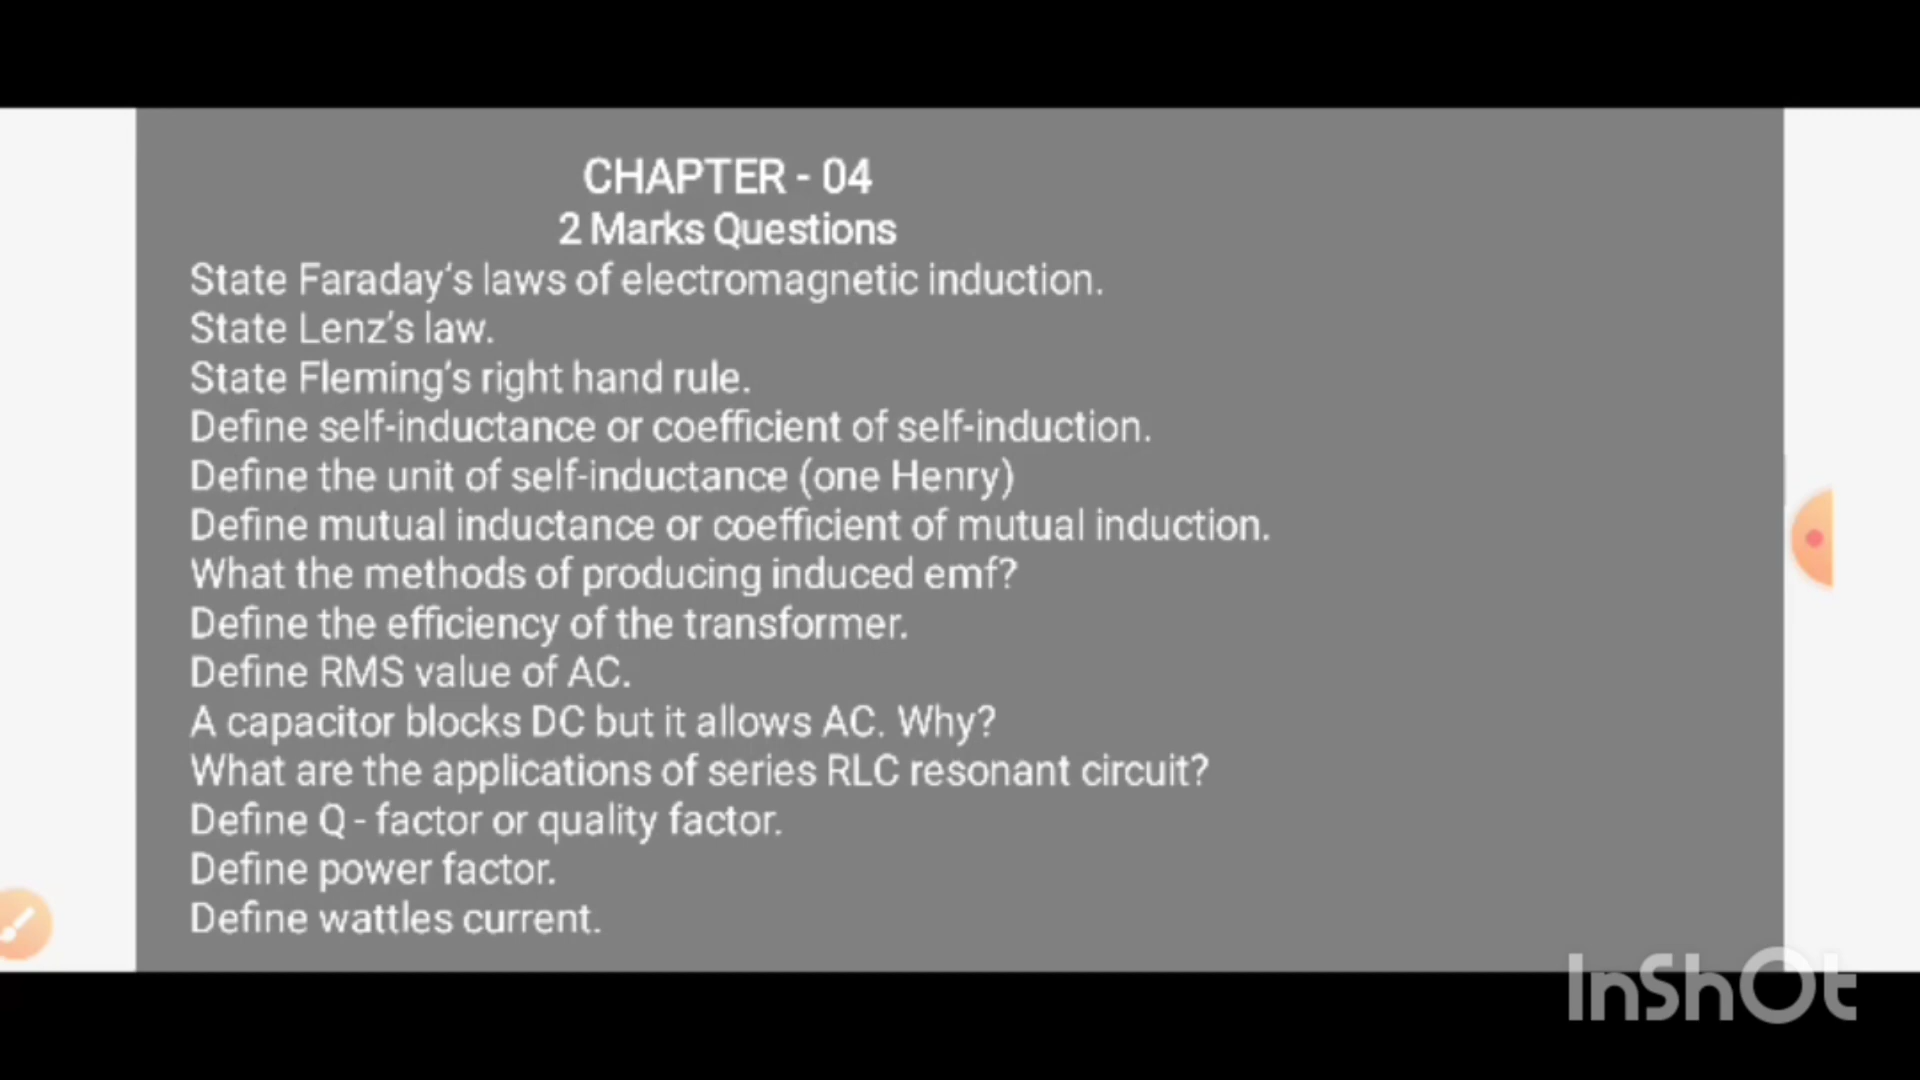 CHAPTER - 04
2 Marks Questions
State Faraday's laws of electromagnetic induction.
State Lenz's law.
State Fleming's right hand rule.
Define self-inductance or coefficient of self-induction.
Define the unit of self-inductance (one Henry)
Define mutual inductance or coefficient of mutual induction.
What the methods of producing induced emf?
Define the efficiency of the transformer.
Define RMS value of AC.
A capacitor blocks DC but it allows AC. Why?
What are the applications of series RLC resonant circuit?
Define Q - factor or quality factor.
Define power factor.
Define wattles current.
InShOt